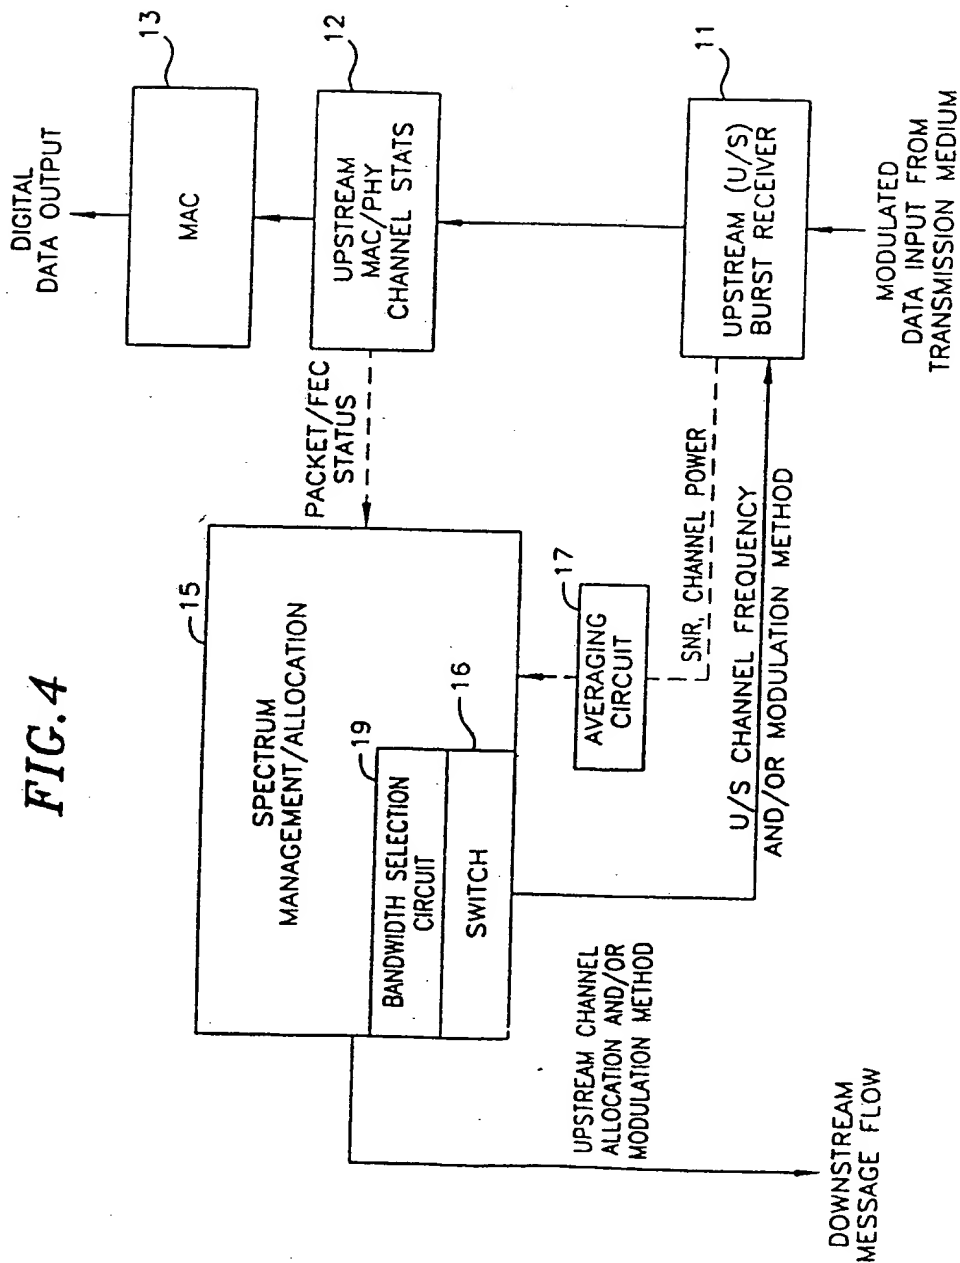 FIG.4
DIGITAL
DATA OUTPUT
13
MAC
12
UPSTREAM
MAC/PHY
CHANNEL STATS
11
UPSTREAM (U/S)
BURST RECEIVER
MODULATED
DATA INPUT FROM
TRANSMISSION MEDIUM
PACKET/FEC
STATUS
15
SPECTRUM
MANAGEMENT/ALLOCATION
19
BANDWIDTH SELECTION
CIRCUIT
16
SWITCH
17
AVERAGING
CIRCUIT
SNR, CHANNEL POWER
U/S CHANNEL FREQUENCY
AND/OR MODULATION METHOD
UPSTREAM CHANNEL
ALLOCATION AND/OR
MODULATION METHOD
DOWNSTREAM
MESSAGE FLOW